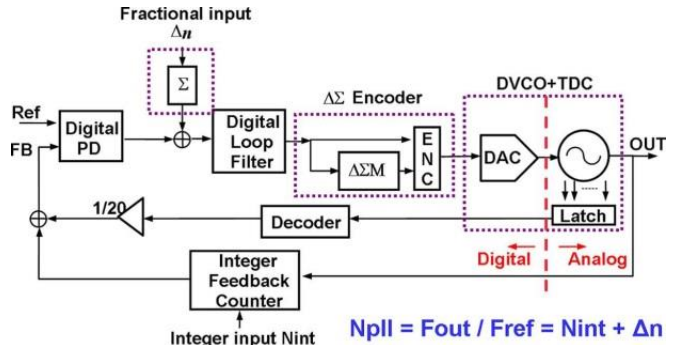 Fractional input
Δn
Σ
ΔΣ Encoder
DVCO+TDC
Ref
FB
Digital
PD
Digital
Loop
Filter
ΔΣM
E
N
C
DAC
OUT
1/20
Decoder
Latch
Integer
Feedback
Counter
Digital
Analog
Integer input Nint
Npll = Fout / Fref = Nint + Δn